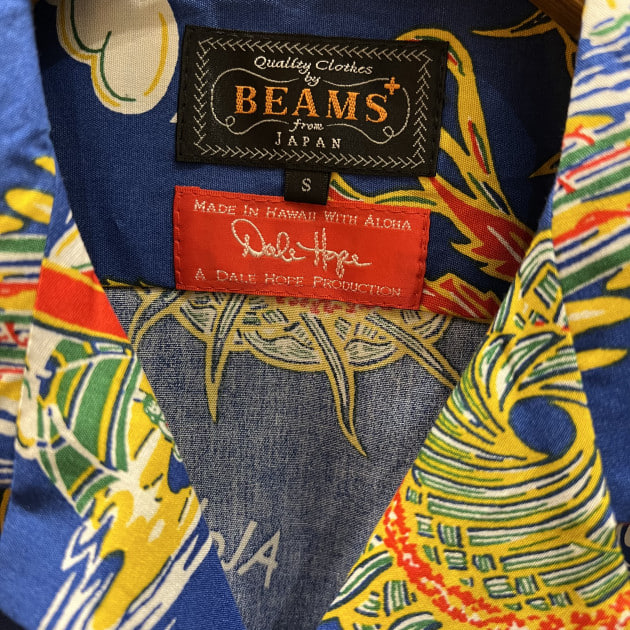 Quality Clothes
by
BEAMS+
from
JAPAN
S
MADE IN HAWAII WITH ALOHA
Dale Hope
A DALE HOPE PRODUCTION